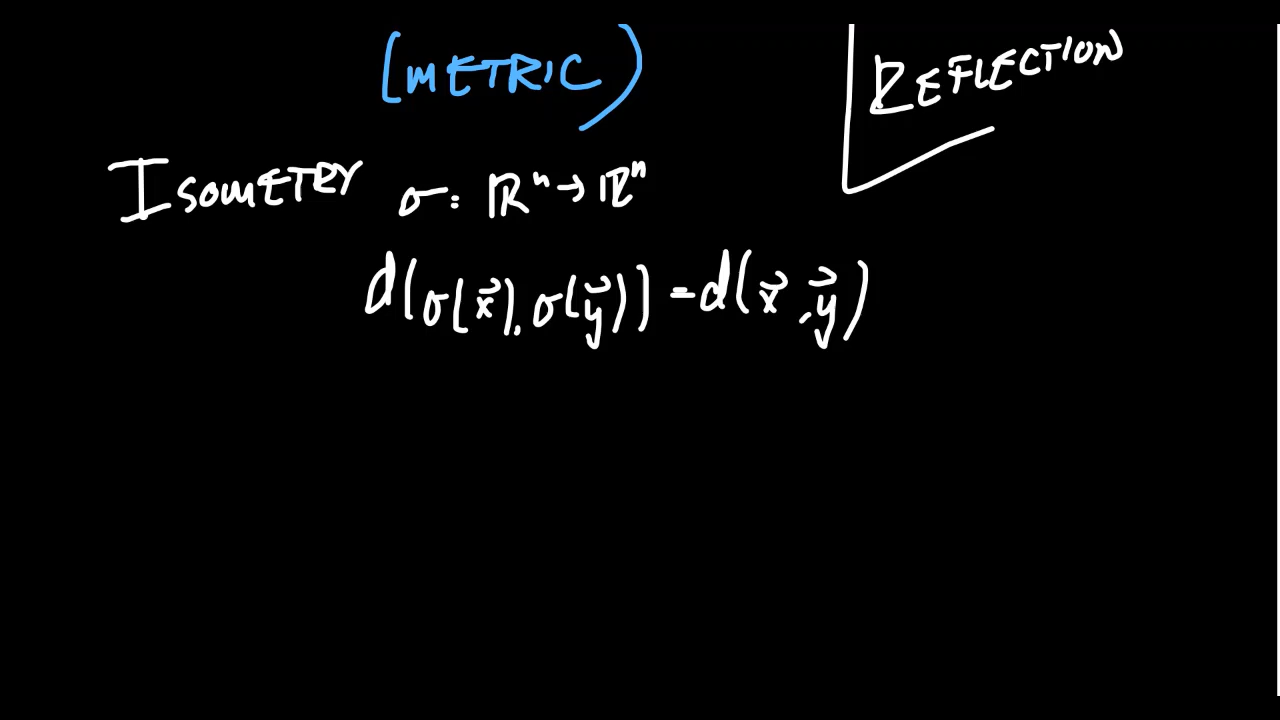 (METRIC)
REFLECTION
ISOMETRY σ: ℝⁿ → ℝⁿ
d(σ(x⃗), σ(y⃗)) = d(x⃗, y⃗)